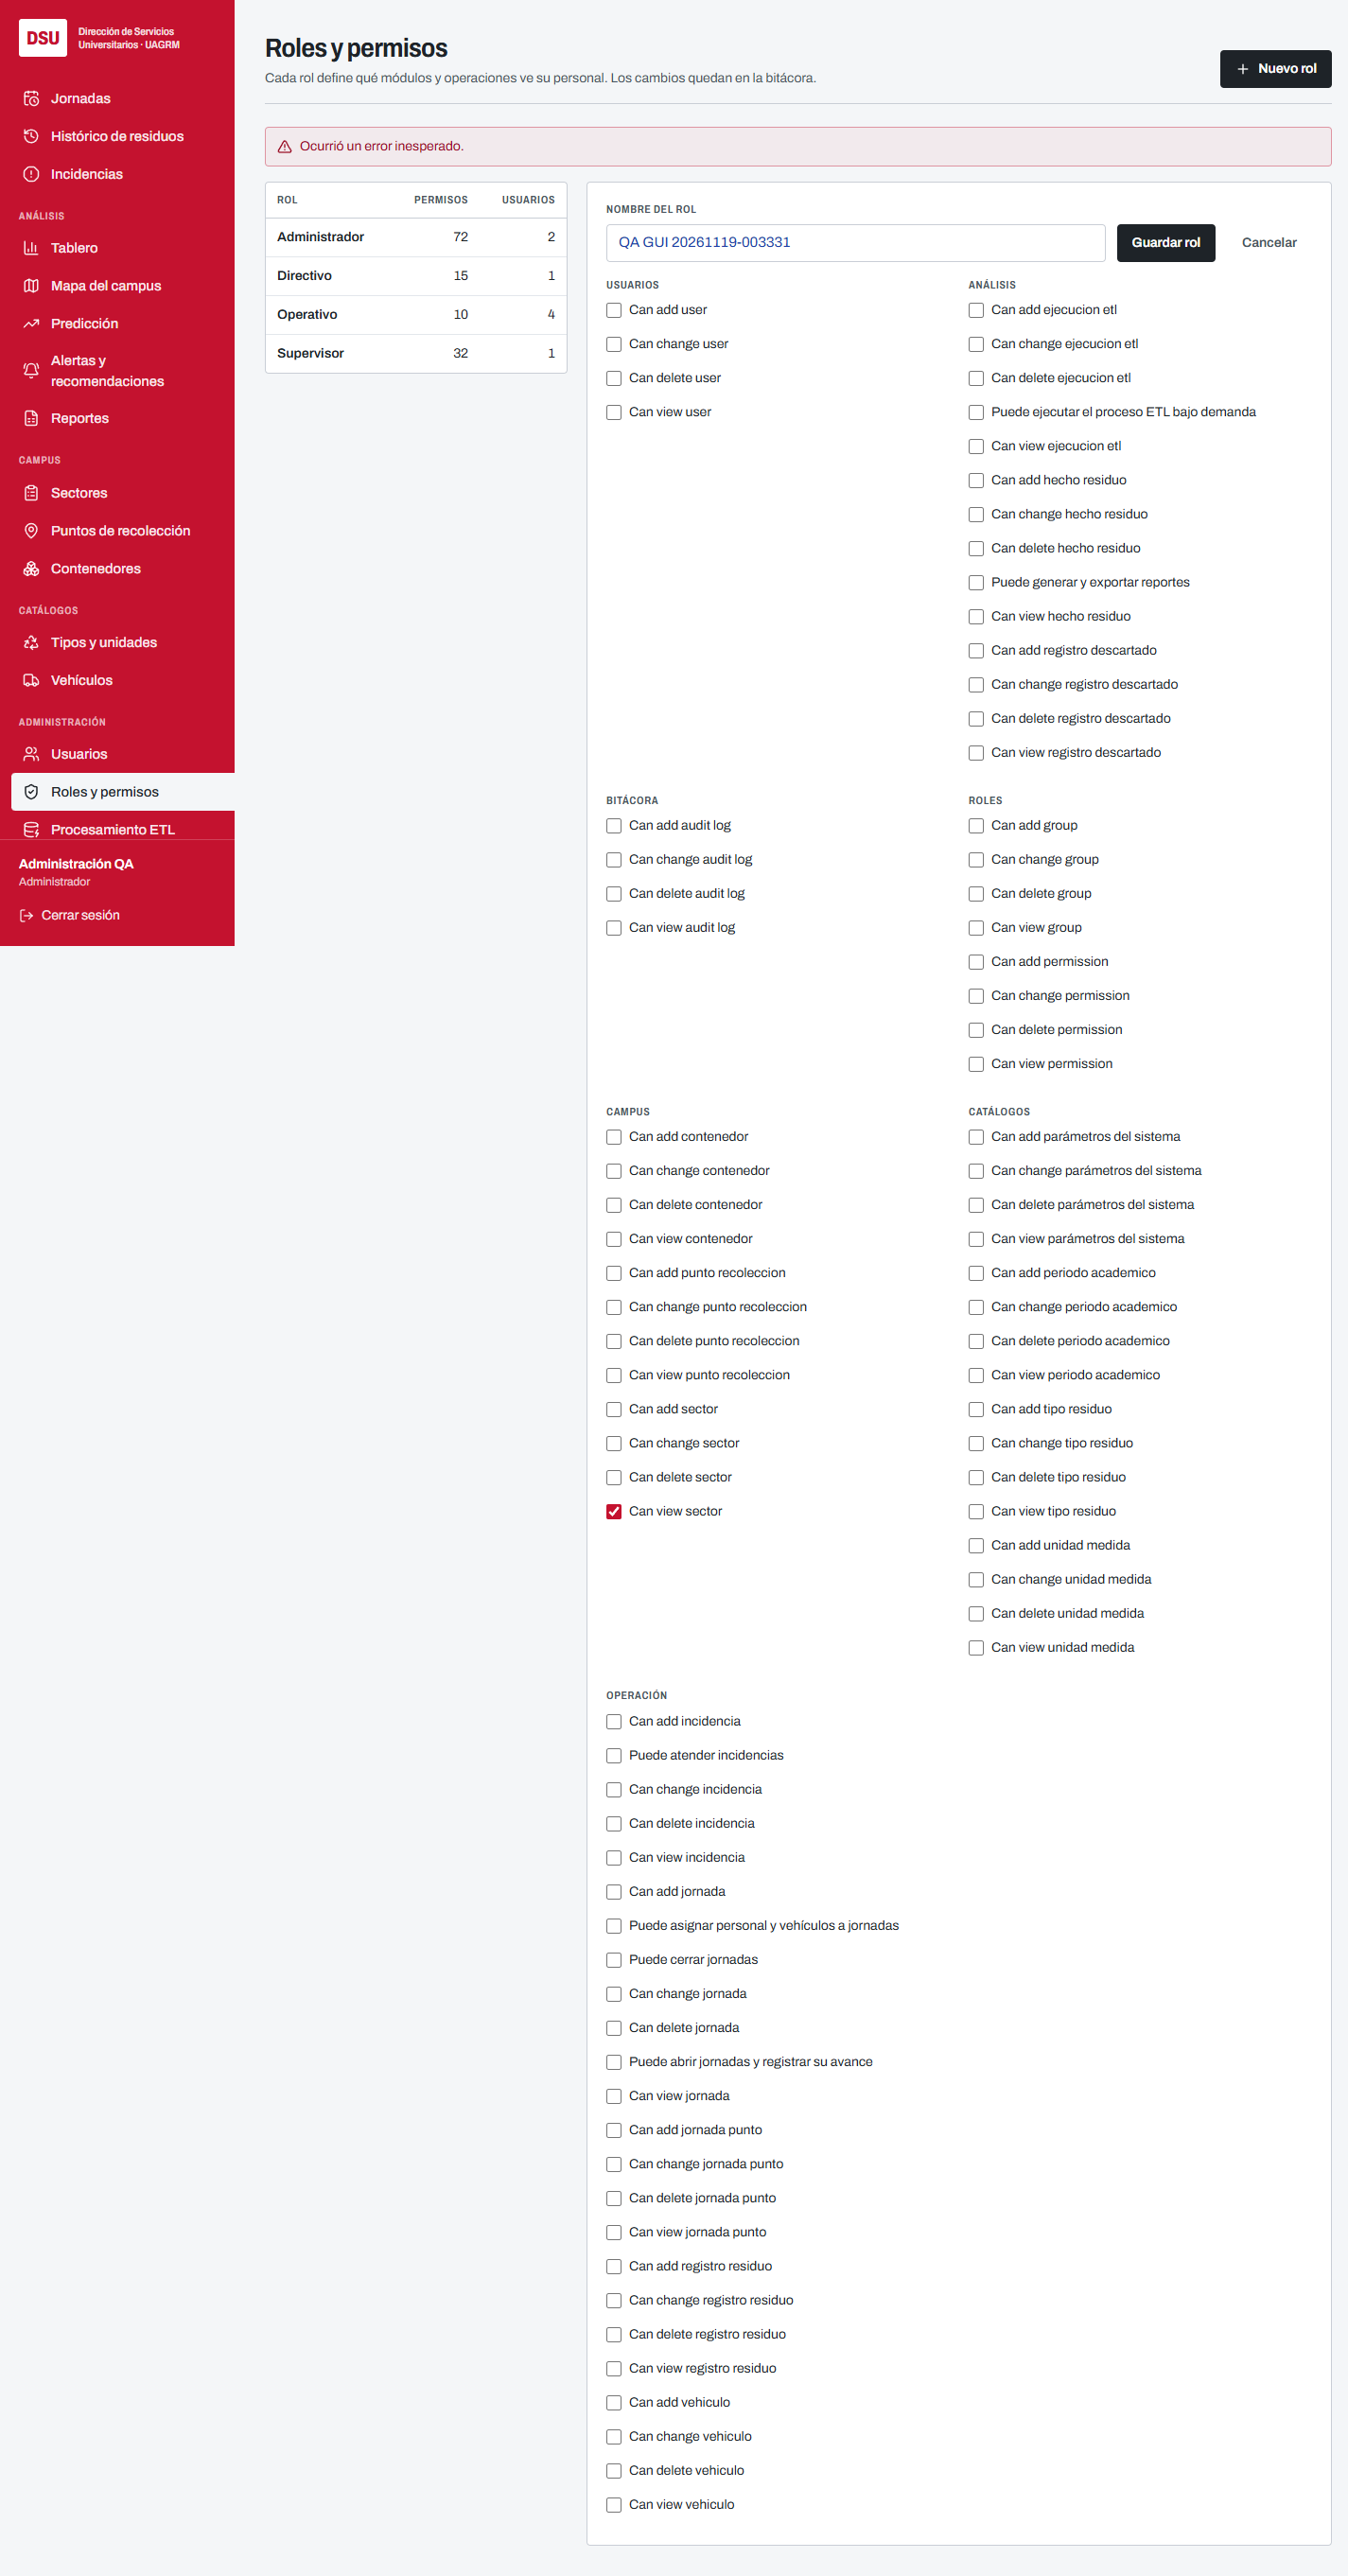 DSU
Dirección de Servicios
Universitarios · UAGRM
Jornadas
Histórico de residuos
Incidencias
ANÁLISIS
Tablero
Mapa del campus
Predicción
Alertas y
recomendaciones
Reportes
CAMPUS
Sectores
Puntos de recolección
Contenedores
CATÁLOGOS
Tipos y unidades
Vehículos
ADMINISTRACIÓN
Usuarios
Roles y permisos
Procesamiento ETL
Administración QA
Administrador
Cerrar sesión
Roles y permisos
Cada rol define qué módulos y operaciones ve su personal. Los cambios quedan en la bitácora.
+ Nuevo rol
Ocurrió un error inesperado.
ROL PERMISOS USUARIOS
Administrador 72 2
Directivo 15 1
Operativo 10 4
Supervisor 32 1
NOMBRE DEL ROL
QA GUI 20261119-003331
Guardar rol
Cancelar
USUARIOS
Can add user
Can change user
Can delete user
Can view user
ANÁLISIS
Can add ejecucion etl
Can change ejecucion etl
Can delete ejecucion etl
Puede ejecutar el proceso ETL bajo demanda
Can view ejecucion etl
Can add hecho residuo
Can change hecho residuo
Can delete hecho residuo
Puede generar y exportar reportes
Can view hecho residuo
Can add registro descartado
Can change registro descartado
Can delete registro descartado
Can view registro descartado
BITÁCORA
Can add audit log
Can change audit log
Can delete audit log
Can view audit log
ROLES
Can add group
Can change group
Can delete group
Can view group
Can add permission
Can change permission
Can delete permission
Can view permission
CAMPUS
Can add contenedor
Can change contenedor
Can delete contenedor
Can view contenedor
Can add punto recoleccion
Can change punto recoleccion
Can delete punto recoleccion
Can view punto recoleccion
Can add sector
Can change sector
Can delete sector
Can view sector
CATÁLOGOS
Can add parámetros del sistema
Can change parámetros del sistema
Can delete parámetros del sistema
Can view parámetros del sistema
Can add periodo academico
Can change periodo academico
Can delete periodo academico
Can view periodo academico
Can add tipo residuo
Can change tipo residuo
Can delete tipo residuo
Can view tipo residuo
Can add unidad medida
Can change unidad medida
Can delete unidad medida
Can view unidad medida
OPERACIÓN
Can add incidencia
Puede atender incidencias
Can change incidencia
Can delete incidencia
Can view incidencia
Can add jornada
Puede asignar personal y vehículos a jornadas
Puede cerrar jornadas
Can change jornada
Can delete jornada
Puede abrir jornadas y registrar su avance
Can view jornada
Can add jornada punto
Can change jornada punto
Can delete jornada punto
Can view jornada punto
Can add registro residuo
Can change registro residuo
Can delete registro residuo
Can view registro residuo
Can add vehiculo
Can change vehiculo
Can delete vehiculo
Can view vehiculo